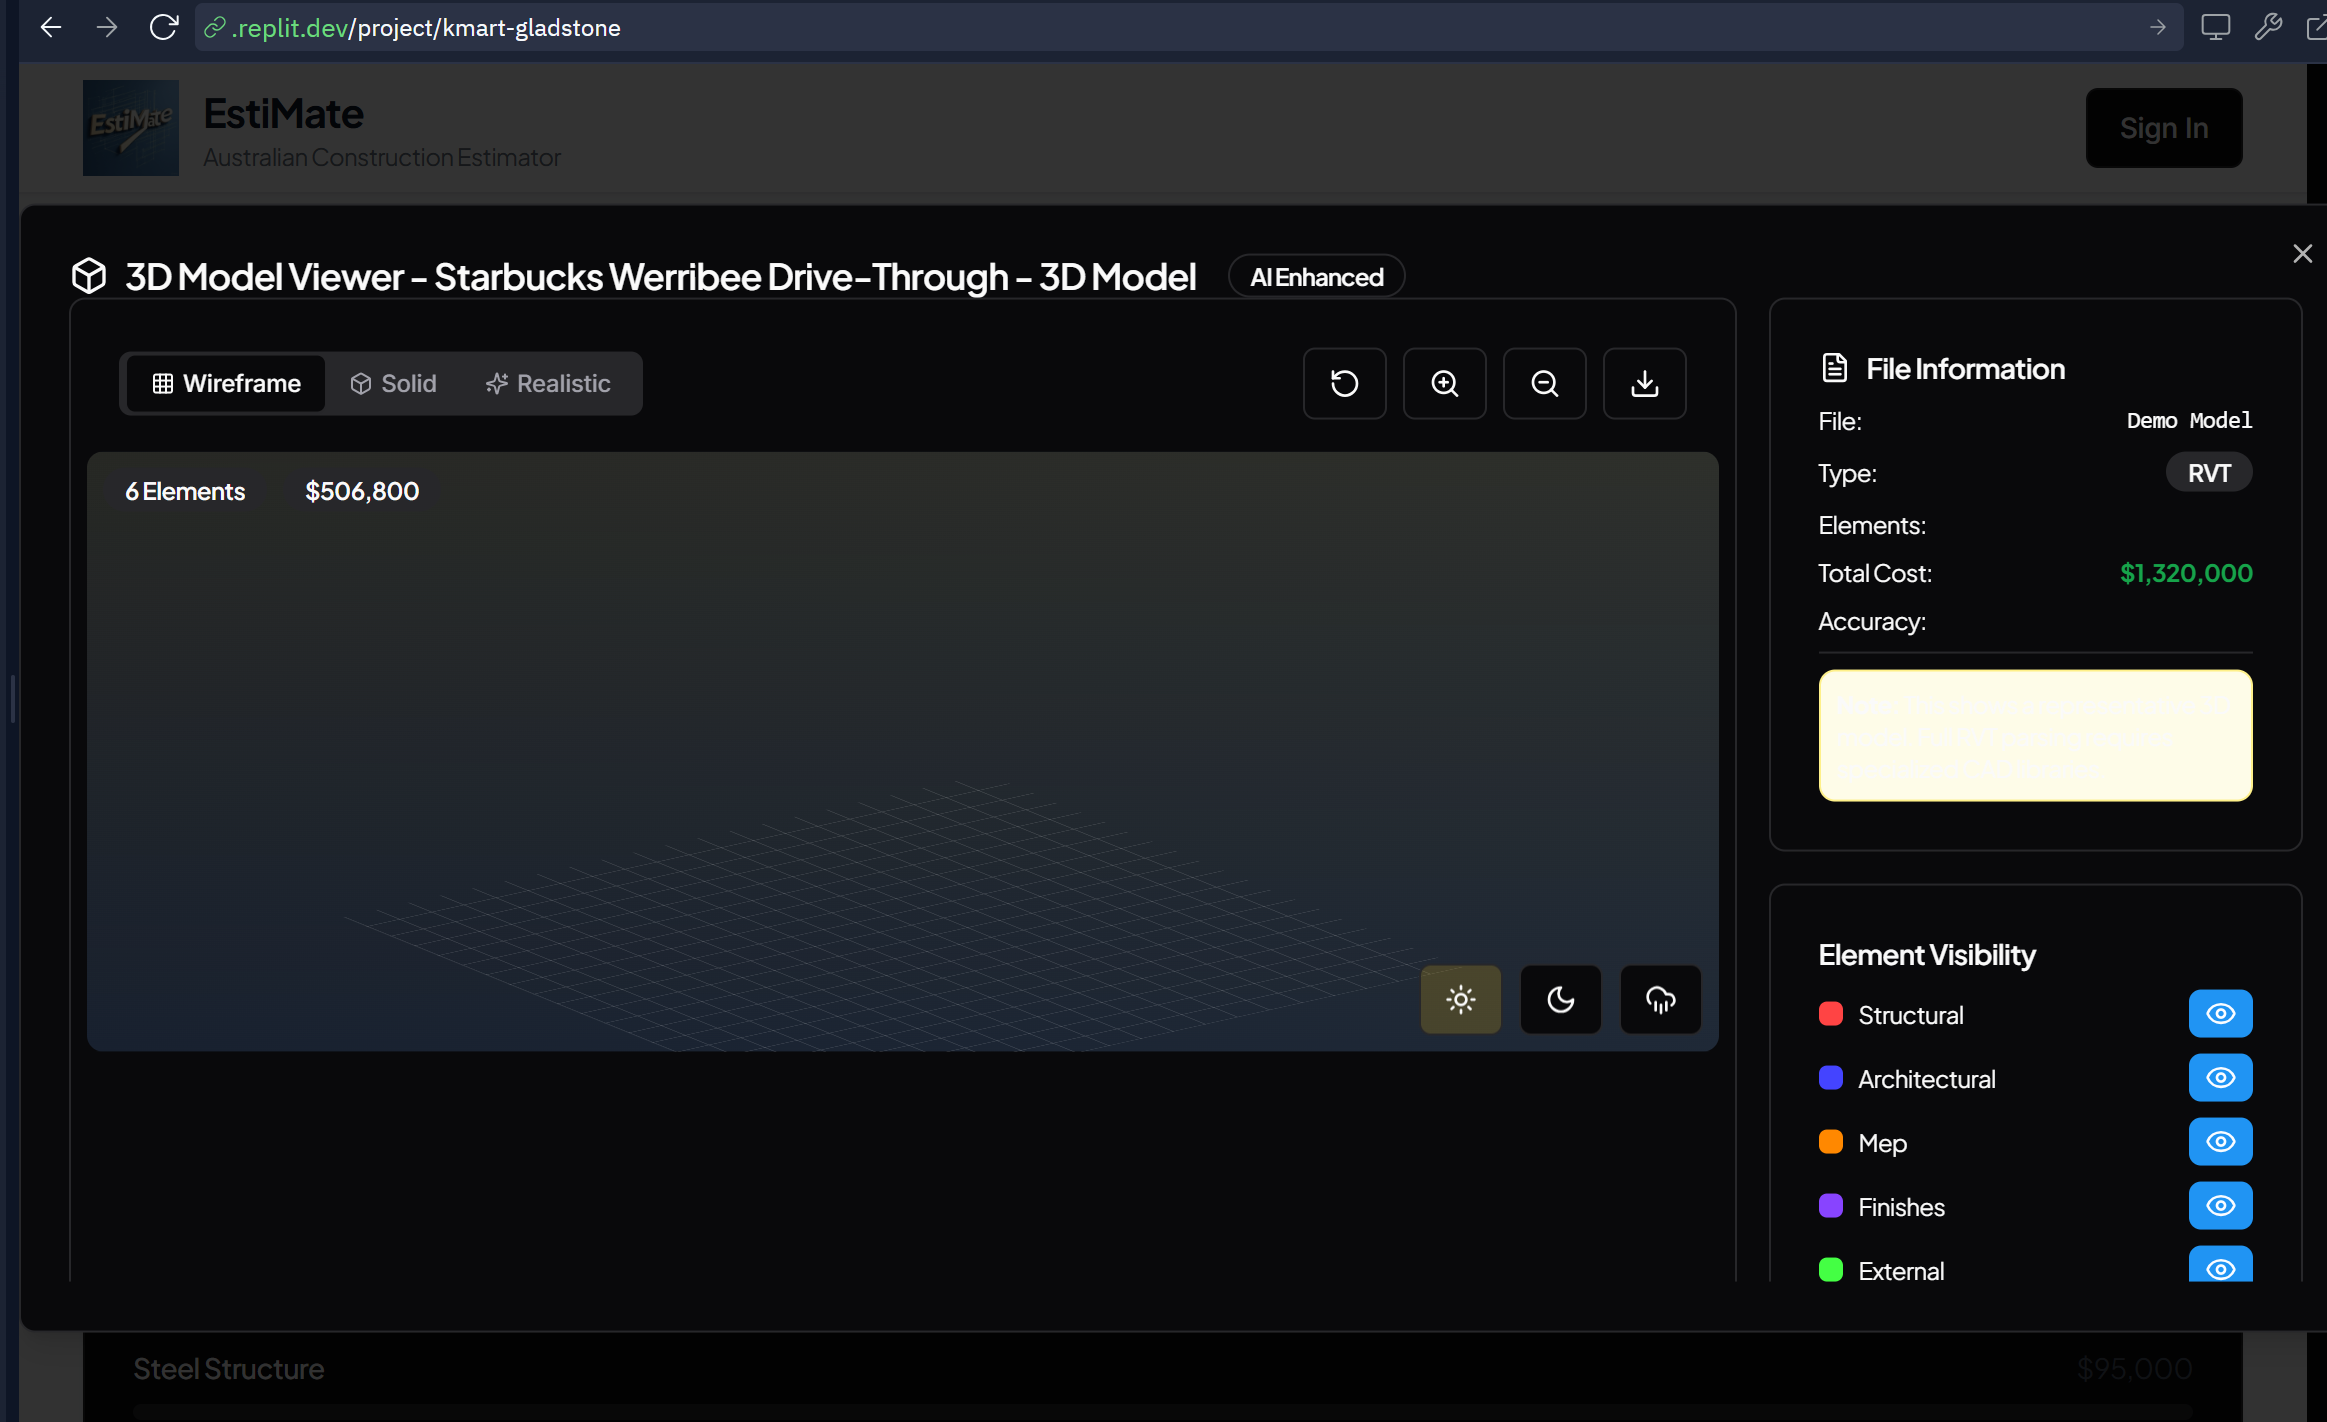 .replit.dev/project/kmart-gladstone
EstiMate
EstiMate
Australian Construction Estimator
Sign In
3D Model Viewer - Starbucks Werribee Drive-Through - 3D Model
AI Enhanced
Wireframe
Solid
Realistic
6 Elements
$506,800
File Information
File:
Demo Model
Type:
RVT
Elements:
Total Cost:
$1,320,000
Accuracy:
Element Visibility
Structural
Architectural
Mep
Finishes
External
Steel Structure
$95,000